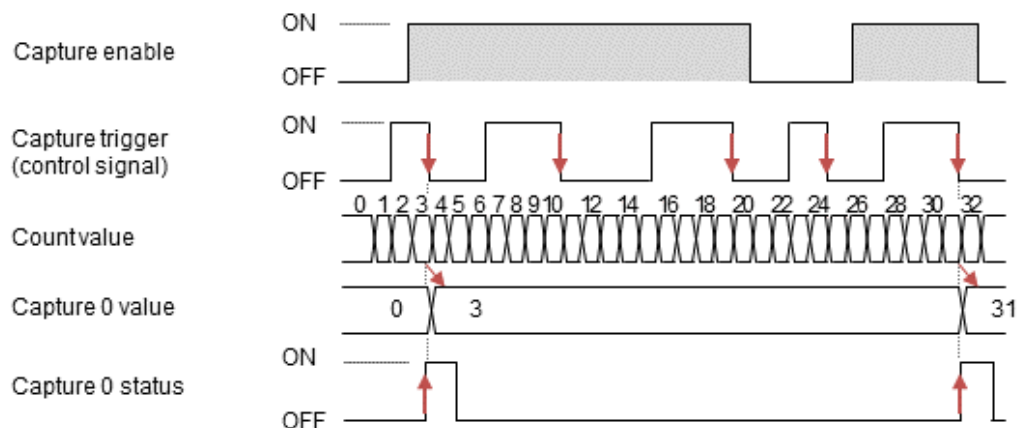 ON
Capture enable
OFF
ON
Capture trigger
(control signal)
OFF
0 1 2 3 4 5 6 7 8 9 10 12 14 16 18 20 22 24 26 28 30 32
Count value
Capture 0 value 0 3 31
ON
Capture 0 status
OFF